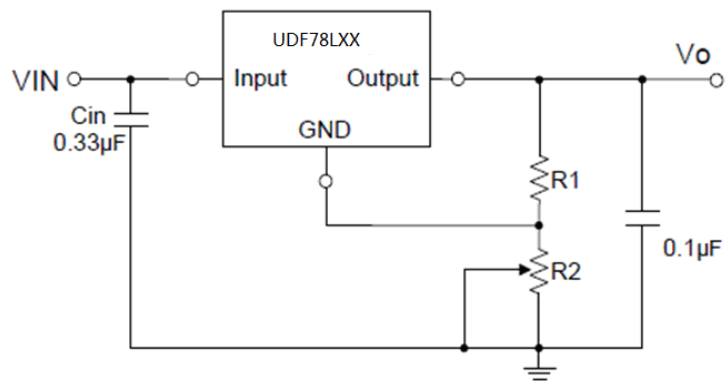 UDF78LXX
VIN
Input
Output
Vo
Cin
0.33µF
GND
R1
R2
0.1µF